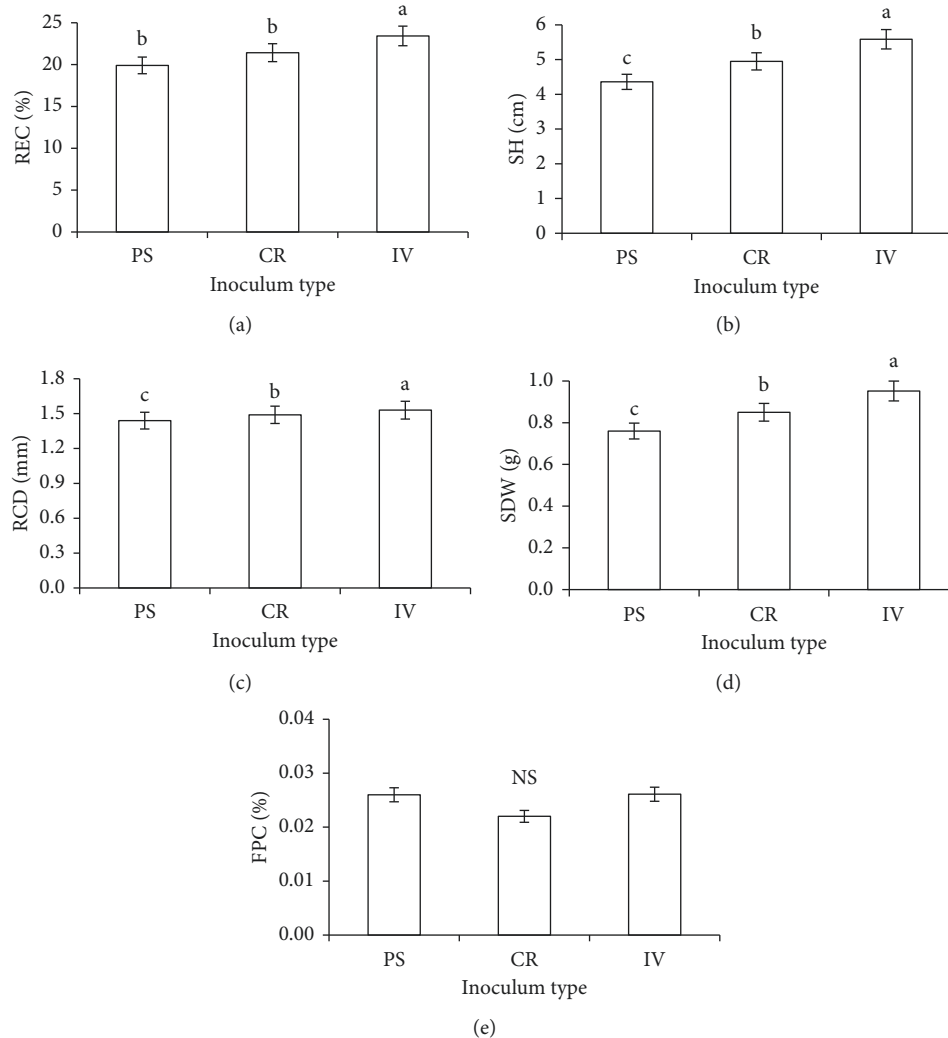 25
20
15
10
5
0
REC (%)
b
b
a
PS
CR
IV
Inoculum type
(a)
6
5
4
3
2
1
0
SH (cm)
c
b
a
PS
CR
IV
Inoculum type
(b)
1.8
1.5
1.2
0.9
0.6
0.3
0.0
RCD (mm)
c
b
a
PS
CR
IV
Inoculum type
(c)
1.0
0.8
0.6
0.4
0.2
0.0
SDW (g)
c
b
a
PS
CR
IV
Inoculum type
(d)
0.04
0.03
0.02
0.01
0.00
FPC (%)
NS
PS
CR
IV
Inoculum type
(e)